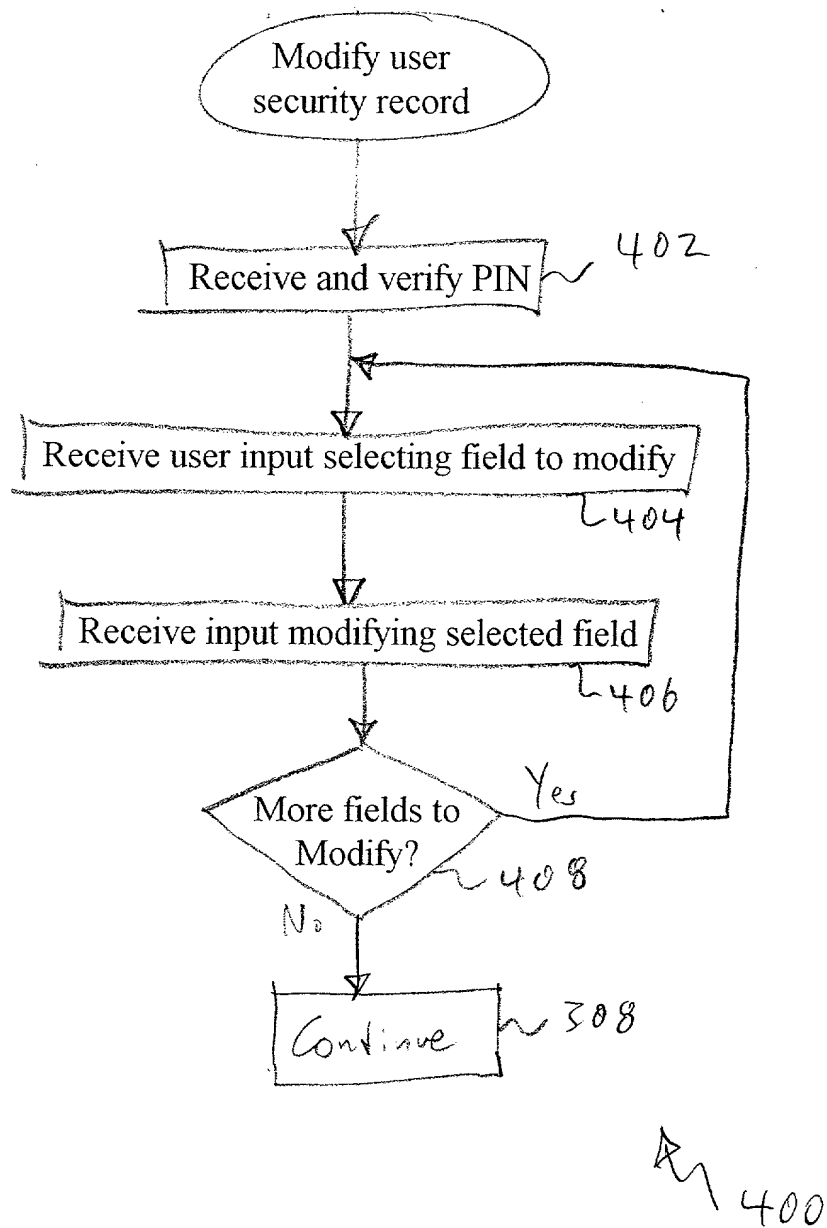 Modify user
security record
Receive and verify PIN
402
Receive user input selecting field to modify
404
Receive input modifying selected field
406
More fields to
Modify?
Yes
408
No
Continue
308
400